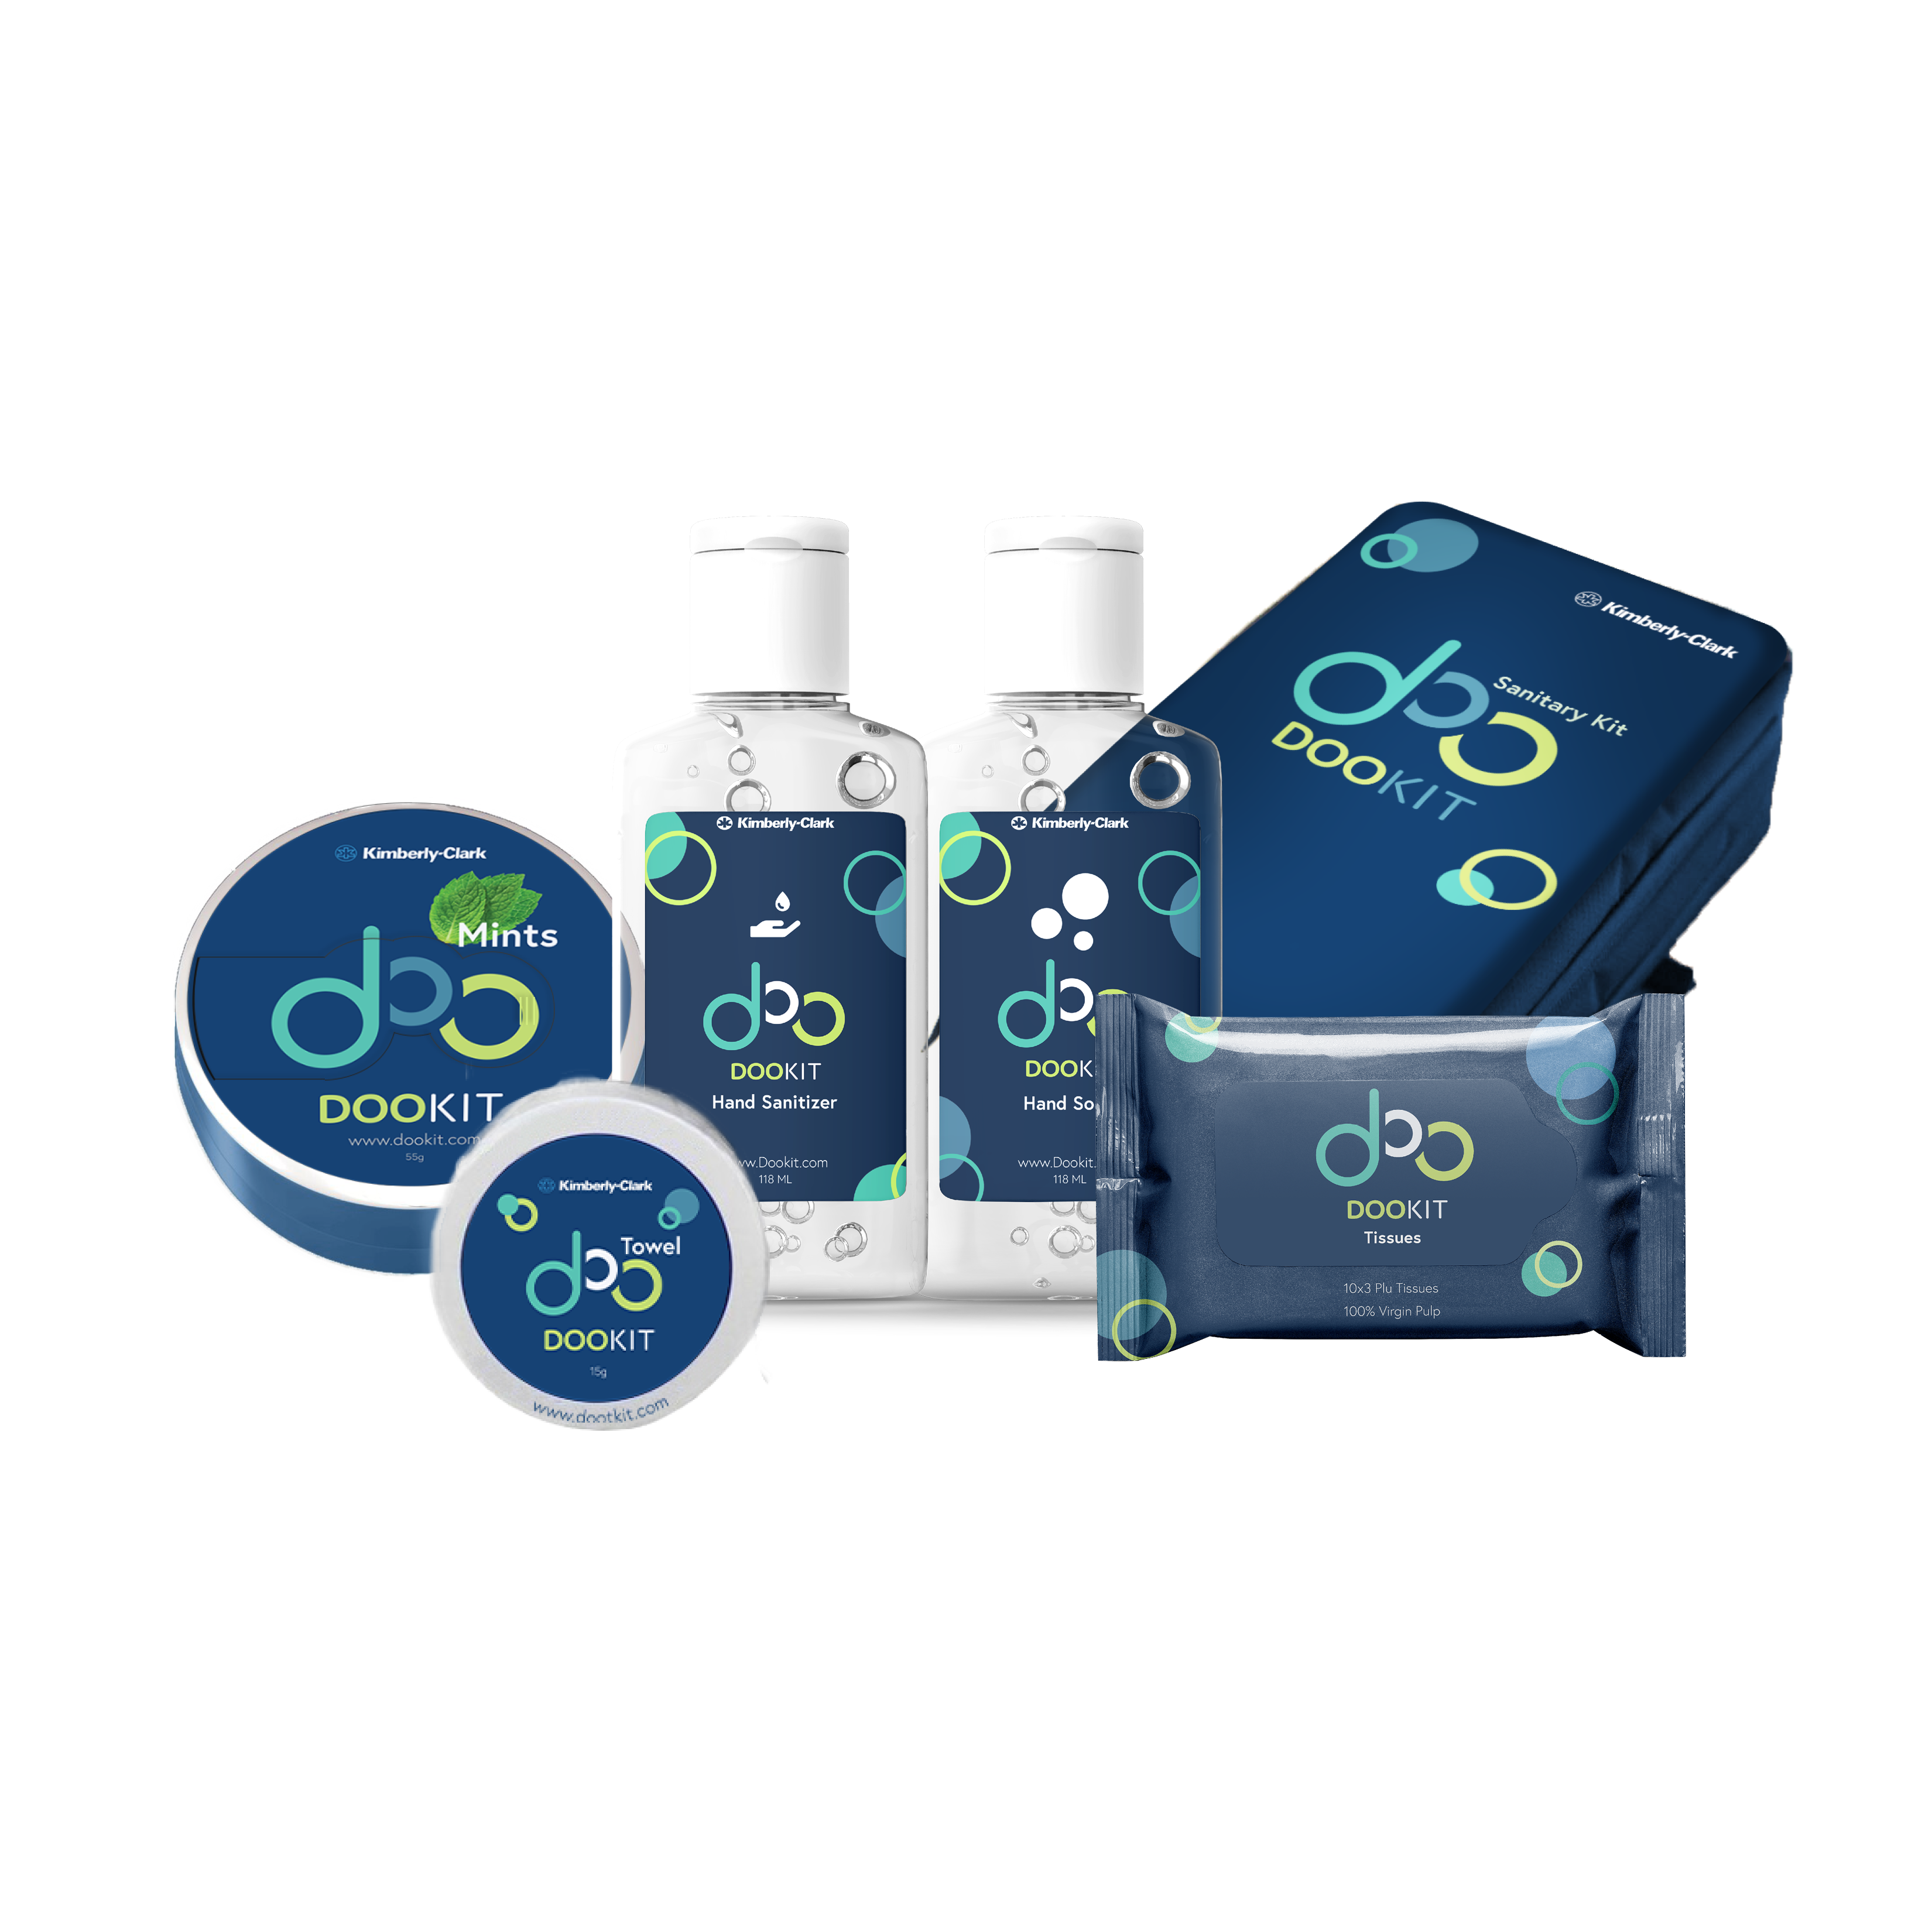 Kimberly-Clark
Mints
DOOKIT
www.dookit.com
55g
Kimberly-Clark
Towel
DOOKIT
15g
www.dootkit.com
Kimberly-Clark
DOOKIT
Hand Sanitizer
ww.Dookit.com
118 ML
Kimberly-Clark
DOOK
Hand So
www.Dookit.
118 ML
Kimberly-Clark
Sanitary Kit
DOOKIT
DOOKIT
Tissues
10x3 Plu Tissues
100% Virgin Pulp